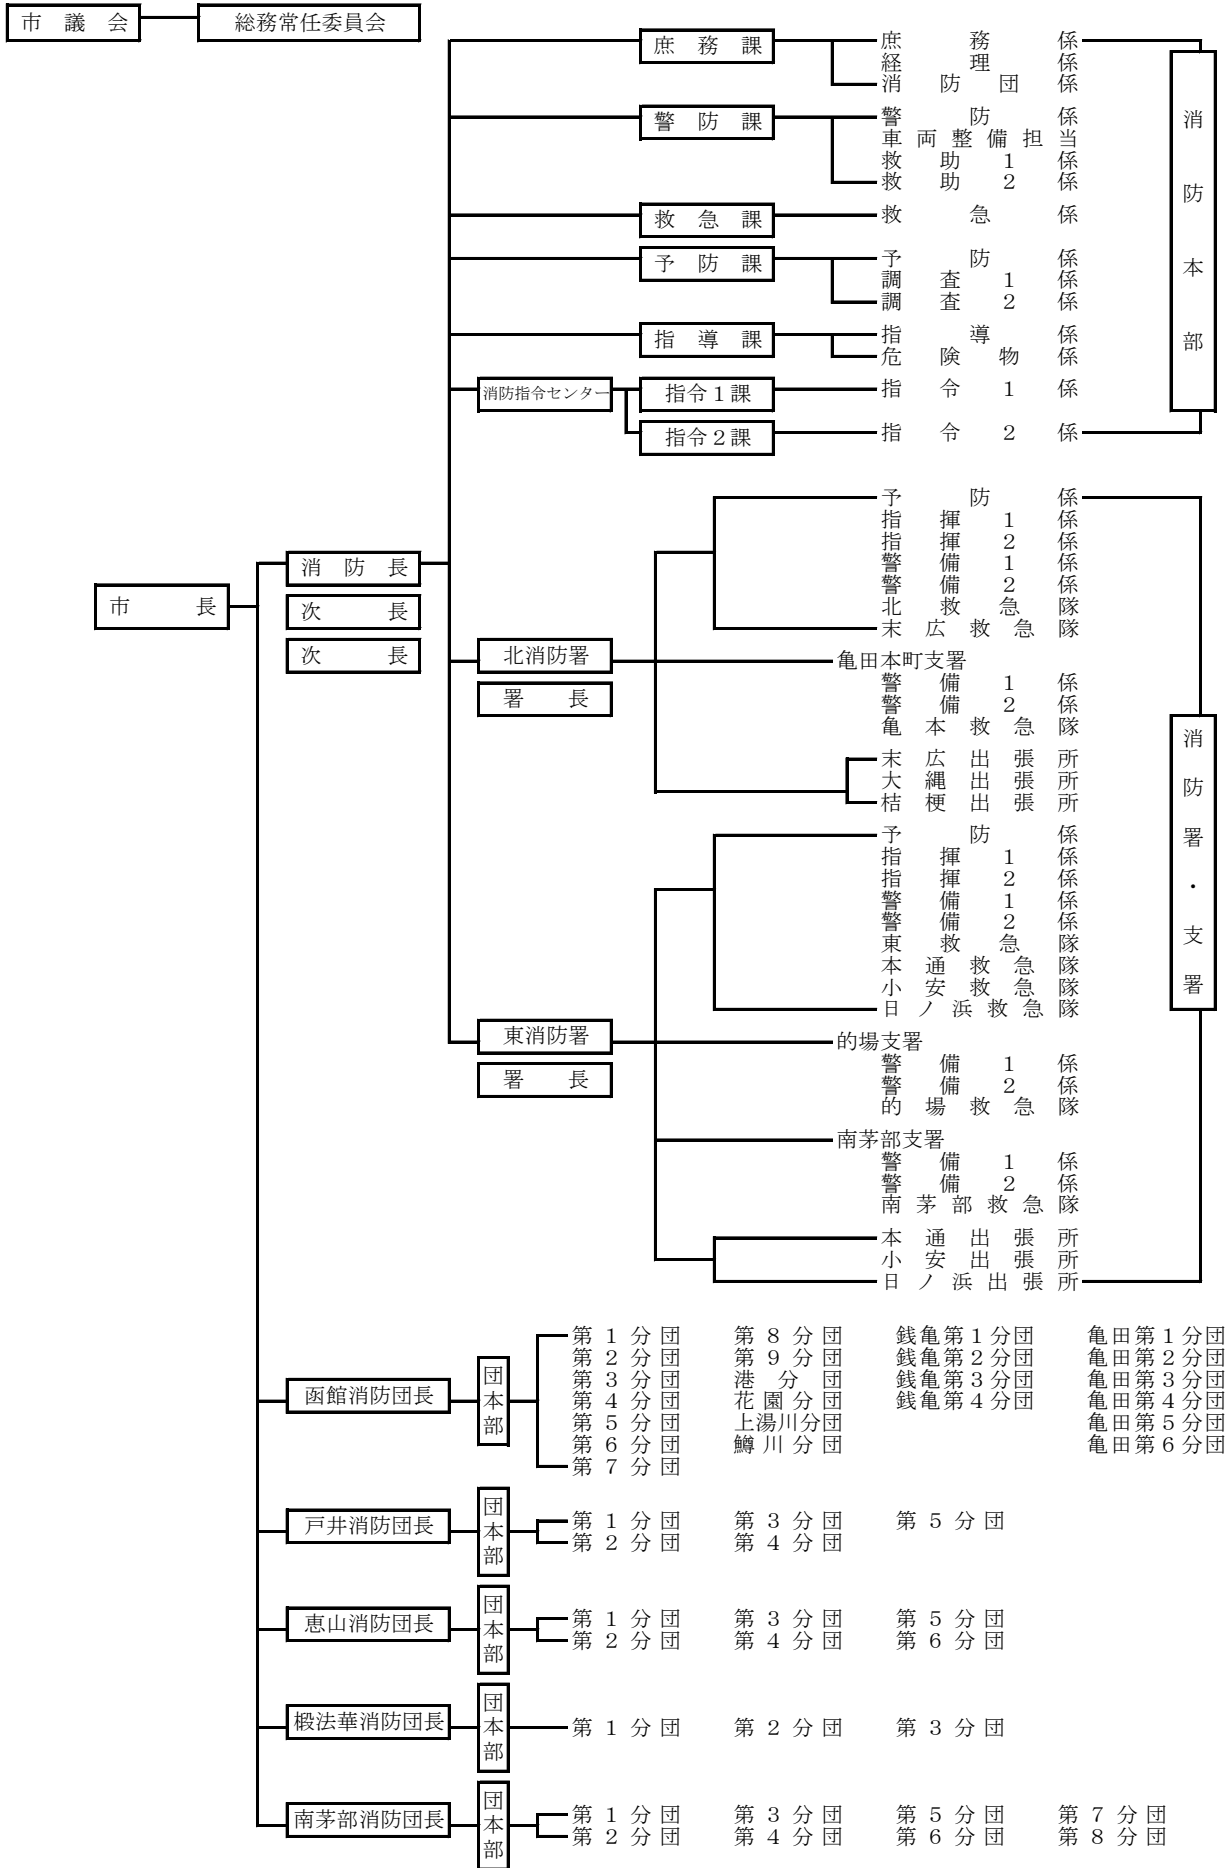 市議会 総務常任委員会
庶務課 庶務係
経理係
消防団係
警防課 警防係
車両整備担当
救助1係
救助2係
救急課 救急係
予防課 予防係
調査1係
調査2係
指導課 指導係
危険物係
消防指令センター 指令1課 指令1係
指令2課 指令2係
消防本部
市長
消防長
次長
次長
北消防署
署長
予防係
指揮1係
指揮2係
警備1係
警備2係
北救急隊
末広救急隊
亀田本町支署
警備1係
警備2係
亀本救急隊
末広出張所
大縄出張所
桔梗出張所
東消防署
署長
予防係
指揮1係
指揮2係
警備1係
警備2係
東救急隊
本通救急隊
小安救急隊
日ノ浜救急隊
的場支署
警備1係
警備2係
的場救急隊
南茅部支署
警備1係
警備2係
南茅部救急隊
本通出張所
小安出張所
日ノ浜出張所
消防署・支署
函館消防団長 団本部
第1分団 第8分団 銭亀第1分団 亀田第1分団
第2分団 第9分団 銭亀第2分団 亀田第2分団
第3分団 港分団 銭亀第3分団 亀田第3分団
第4分団 花園分団 銭亀第4分団 亀田第4分団
第5分団 上湯川分団 亀田第5分団
第6分団 鱒川分団 亀田第6分団
第7分団
戸井消防団長 団本部
第1分団 第3分団 第5分団
第2分団 第4分団
恵山消防団長 団本部
第1分団 第3分団 第5分団
第2分団 第4分団 第6分団
椴法華消防団長 団本部
第1分団 第2分団 第3分団
南茅部消防団長 団本部
第1分団 第3分団 第5分団 第7分団
第2分団 第4分団 第6分団 第8分団